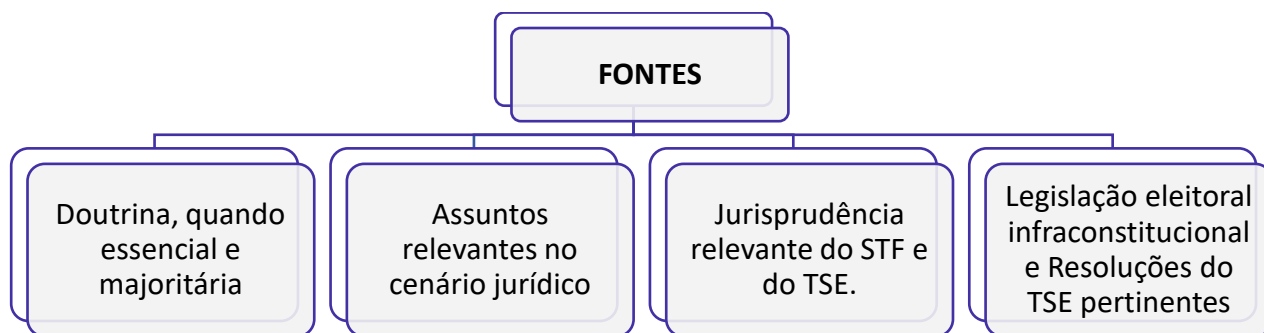 FONTES
Doutrina, quando
essencial e
majoritária
Assuntos
relevantes no
cenário jurídico
Jurisprudência
relevante do STF e
do TSE.
Legislação eleitoral
infraconstitucional
e Resoluções do
TSE pertinentes